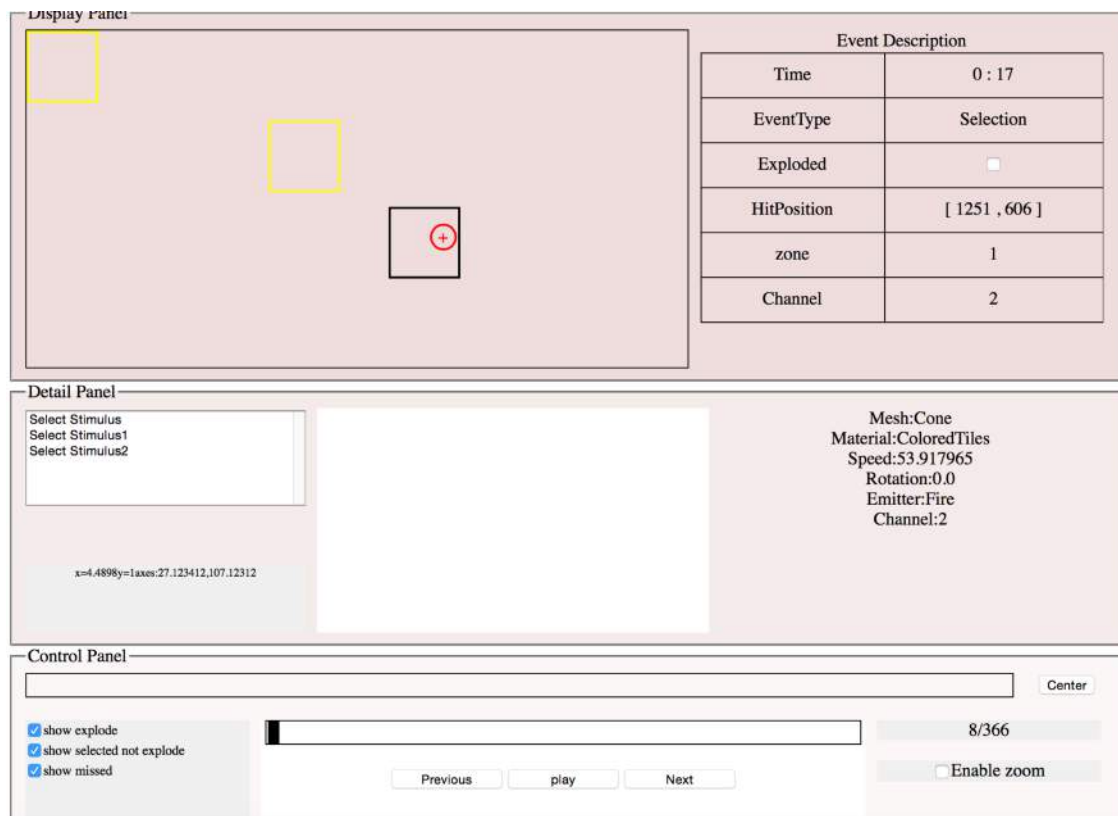 Display Panel
Event Description
Time 0 : 17
EventType Selection
Exploded
HitPosition [ 1251 , 606 ]
zone 1
Channel 2
Detail Panel
Select Stimulus
Select Stimulus1
Select Stimulus2
x=4.4898y=1axes:27.123412,107.12312
Mesh:Cone
Material:ColoredTiles
Speed:53.917965
Rotation:0.0
Emitter:Fire
Channel:2
Control Panel
Center
show explode
show selected not explode
show missed
Previous play Next
8/366
Enable zoom